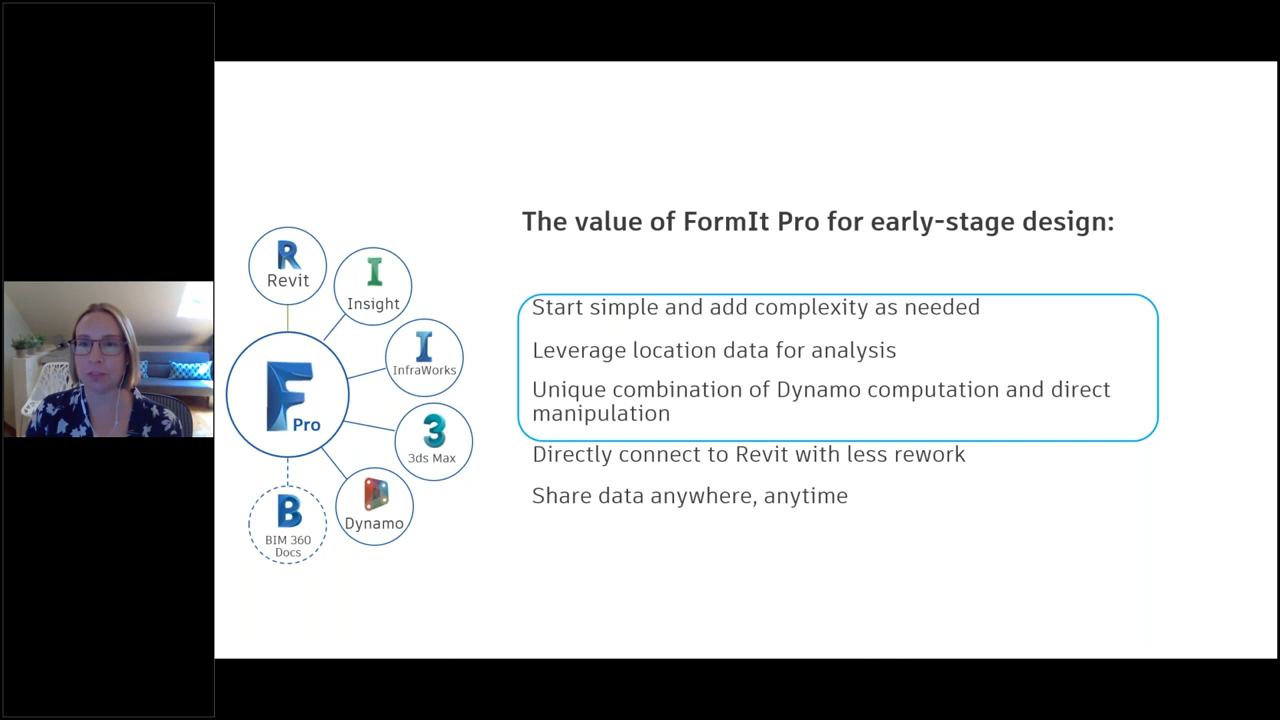 The value of FormIt Pro for early-stage design:
Start simple and add complexity as needed
Leverage location data for analysis
Unique combination of Dynamo computation and direct
manipulation
Directly connect to Revit with less rework
Share data anywhere, anytime
R
Revit
I
Insight
I
InfraWorks
F
Pro
3
3ds Max
D
Dynamo
B
BIM 360
Docs